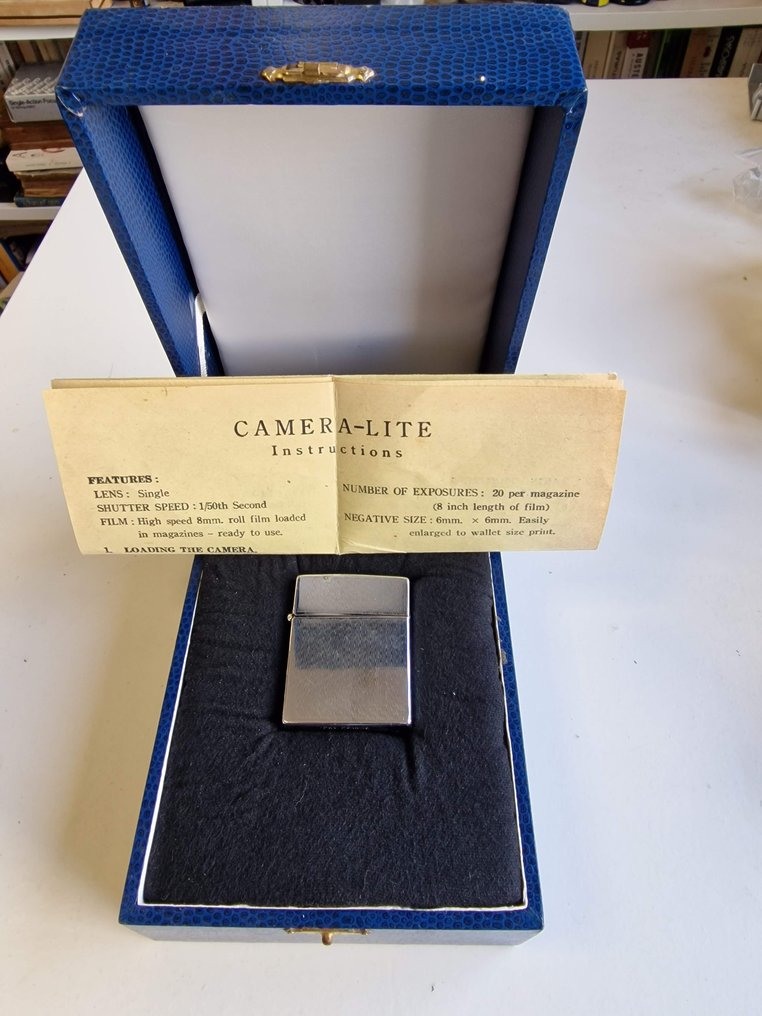 CAMERA-LITE
Instructions
FEATURES:
LENS: Single
SHUTTER SPEED: 1/50th Second
FILM: High speed 8mm. roll film loaded
in magazines - ready to use.
1. LOADING THE CAMERA.
NUMBER OF EXPOSURES: 20 per magazine
(8 inch length of film)
NEGATIVE SIZE: 6mm. × 6mm. Easily
enlarged to wallet size print.
Single-Action